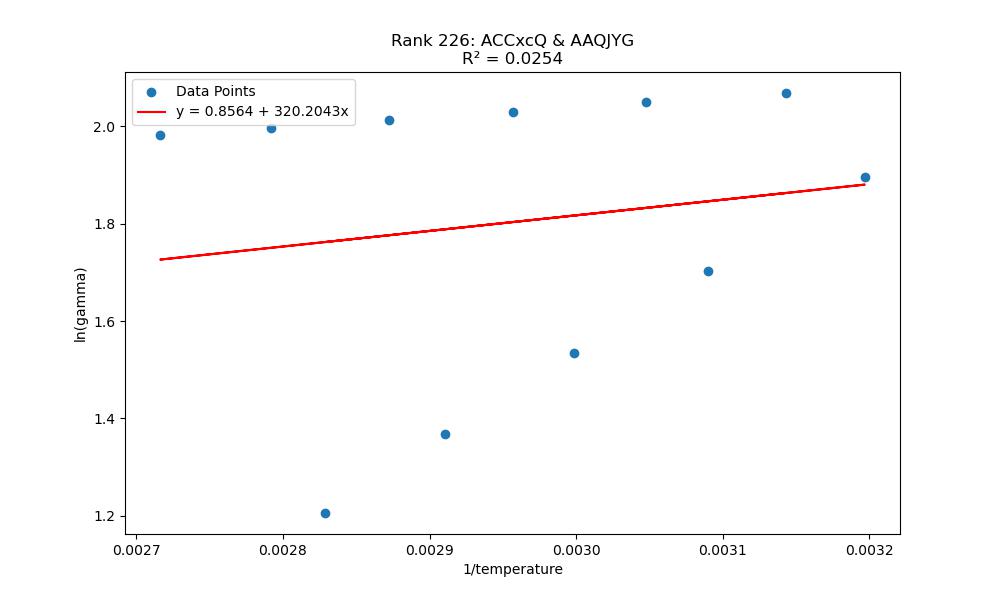 Rank 226: ACCxcQ & AAQJYG
R² = 0.0254
Data Points
y = 0.8564 + 320.2043x
2.0
1.8
1.6
1.4
1.2
ln(gamma)
0.0027 0.0028 0.0029 0.0030 0.0031 0.0032
1/temperature